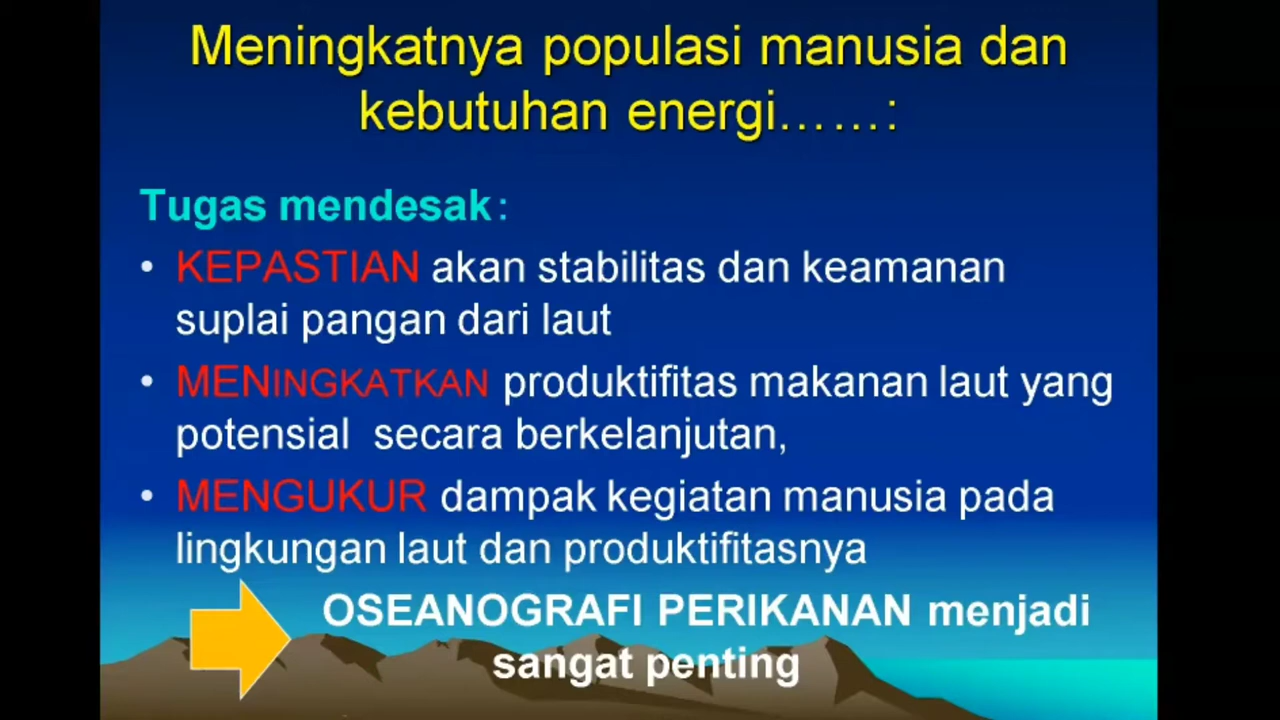 Meningkatnya populasi manusia dan
kebutuhan energi……:
Tugas mendesak:
• KEPASTIAN akan stabilitas dan keamanan
suplai pangan dari laut
• MENINGKATKAN produktifitas makanan laut yang
potensial secara berkelanjutan,
• MENGUKUR dampak kegiatan manusia pada
lingkungan laut dan produktifitasnya
OSEANOGRAFI PERIKANAN menjadi
sangat penting